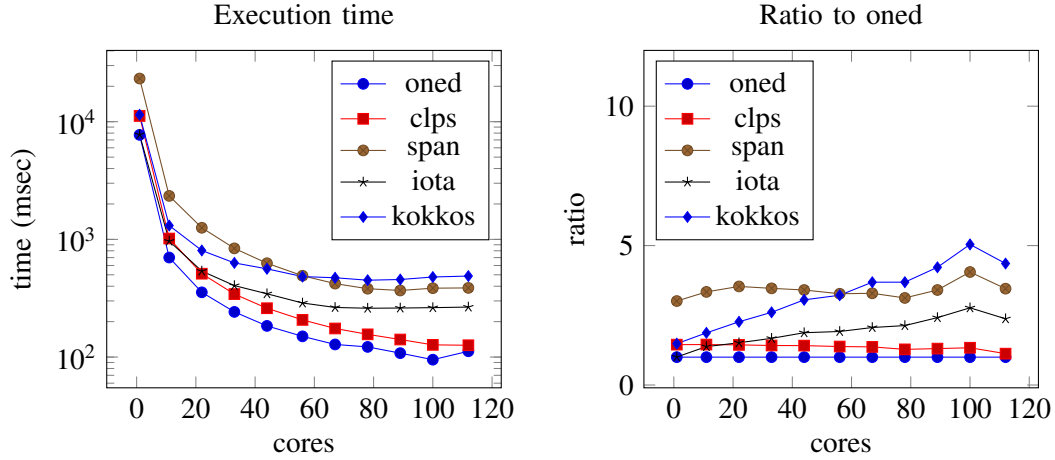 Execution time
10^4
10^3
10^2
time (msec)
0 20 40 60 80 100 120
cores
oned
clps
span
iota
kokkos
Ratio to oned
10
5
0
ratio
0 20 40 60 80 100 120
cores
oned
clps
span
iota
kokkos